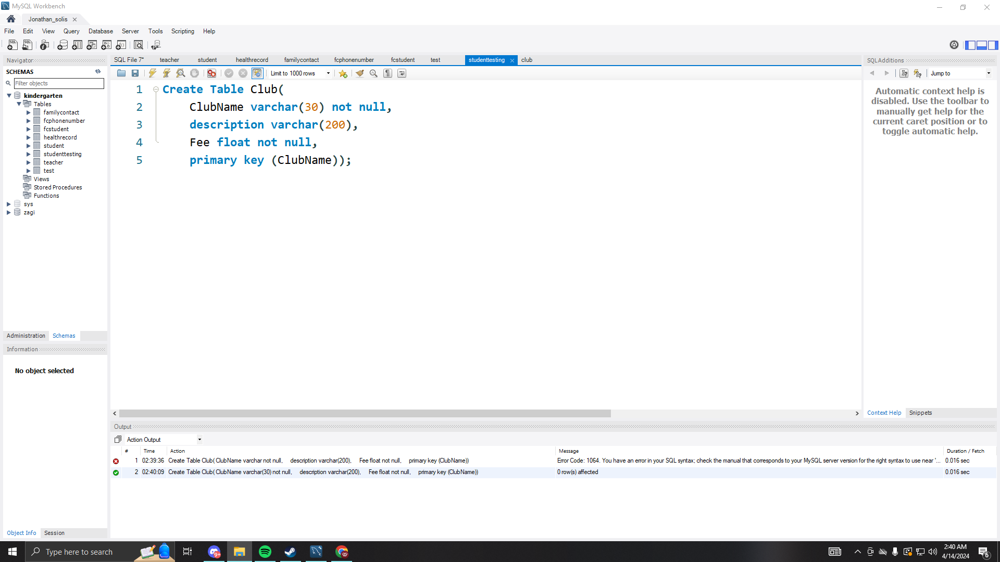 MySQL Workbench
Jonathan_solis
File Edit View Query Database Server Tools Scripting Help
Navigator
SCHEMAS
Filter objects
kindergarten
Tables
familycontact
fcphonenumber
fcstudent
healthrecord
student
studenttesting
teacher
test
Views
Stored Procedures
Functions
sys
zagi
Administration Schemas
Information
No object selected
Object Info Session
SQL File 7* teacher student healthrecord familycontact fcphonenumber fcstudent test studenttesting club
Limit to 1000 rows
1 Create Table Club(
2 ClubName varchar(30) not null,
3 description varchar(200),
4 Fee float not null,
5 primary key (ClubName));
SQLAdditions
Jump to
Automatic context help is
disabled. Use the toolbar to
manually get help for the
current caret position or to
toggle automatic help.
Context Help Snippets
Output
Action Output
# Time Action Message Duration / Fetch
1 02:39:36 Create Table Club( ClubName varchar not null, description varchar(200), Fee float not null, primary key (ClubName)) Error Code: 1064. You have an error in your SQL syntax; check the manual that corresponds to your MySQL server version for the right syntax to use near '... 0.016 sec
2 02:40:09 Create Table Club( ClubName varchar(30) not null, description varchar(200), Fee float not null, primary key (ClubName)) 0 row(s) affected 0.016 sec
Type here to search
9+
2:40 AM
4/14/2024
6